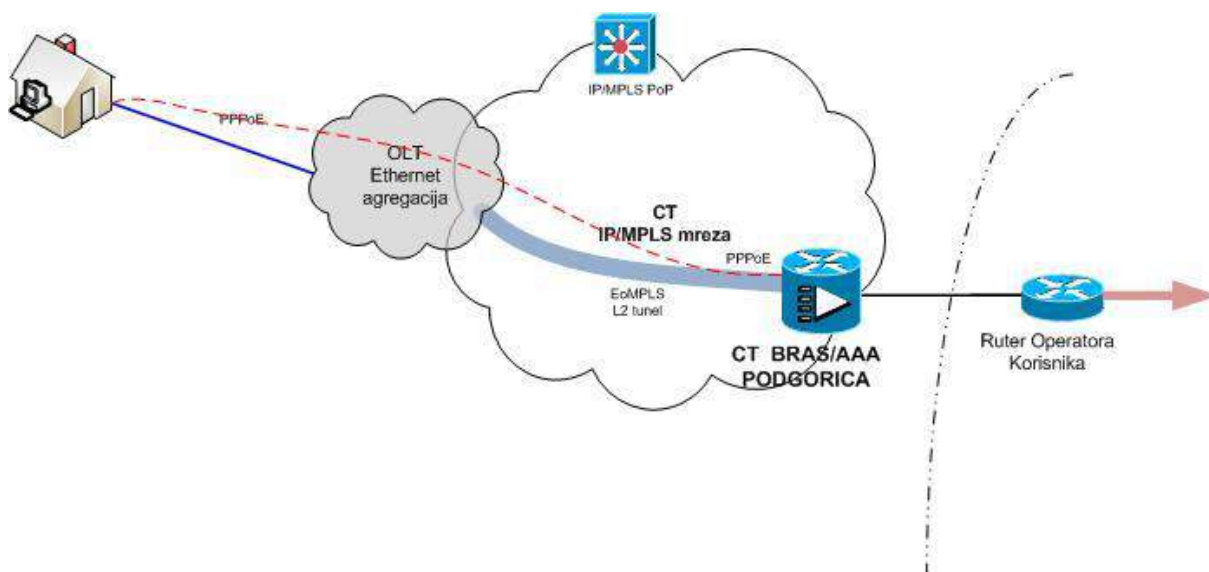 IP/MPLS PoP
PPPoE
OLT
Ethernet
agregacija
CT
IP/MPLS mreza
PPPoE
EoMPLS
L2 tunel
CT BRAS/AAA
PODGORICA
Ruter Operatora
Korisnika